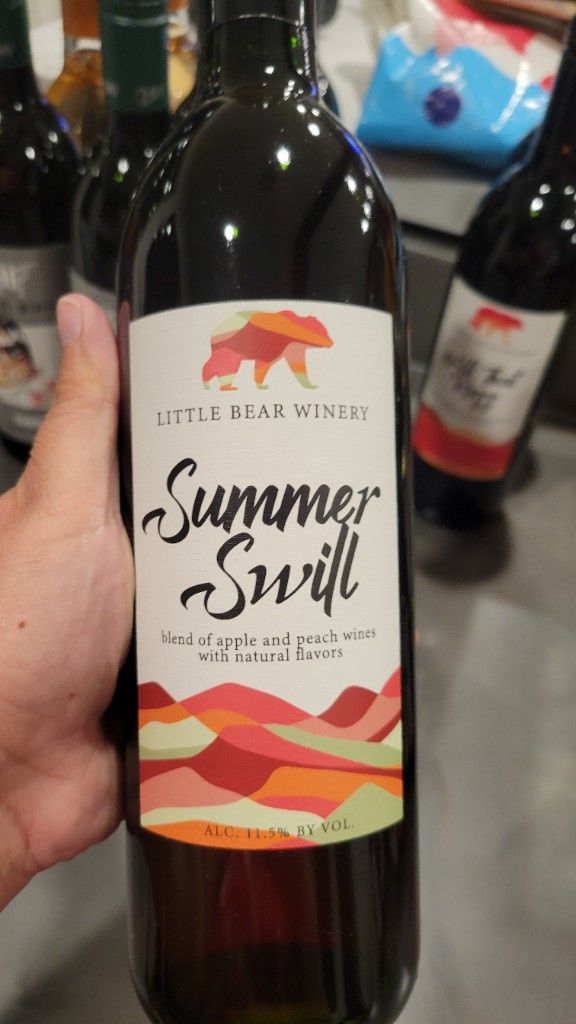 LITTLE BEAR WINERY
Summer
Swill
blend of apple and peach wines
with natural flavors
ALC. 11.5% BY VOL.